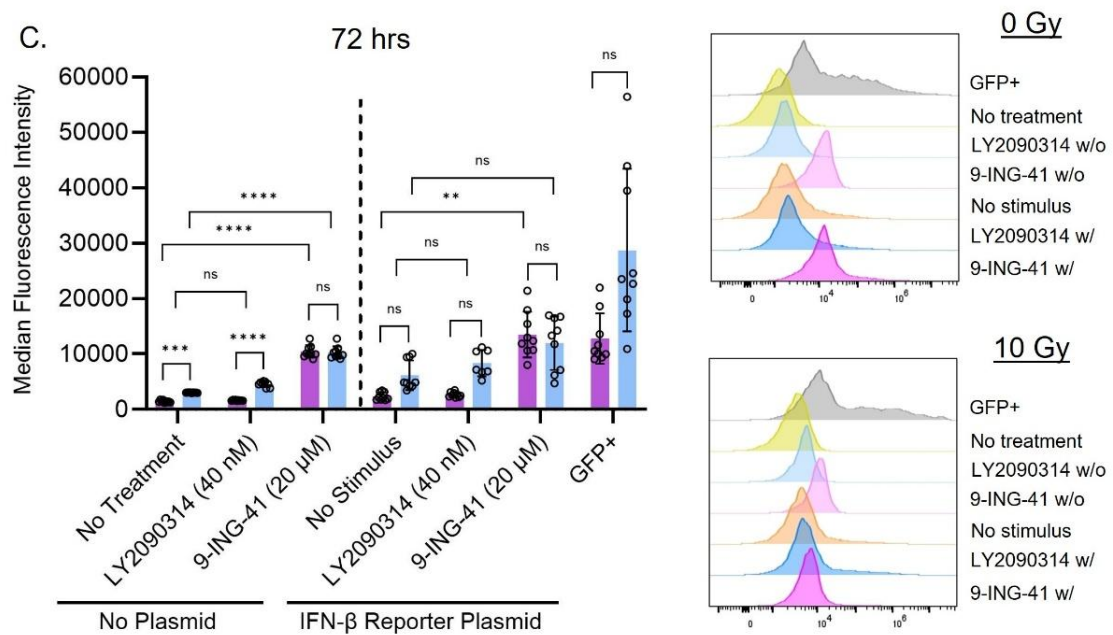 C.
72 hrs
Median Fluorescence Intensity
60000
50000
40000
30000
20000
10000
0
ns
ns
****
**
****
ns
ns
ns
ns
***
****
ns
ns
ns
No Treatment
LY2090314 (40 nM)
9-ING-41 (20 µM)
No Stimulus
LY2090314 (40 nM)
9-ING-41 (20 µM)
GFP+
No Plasmid
IFN-β Reporter Plasmid
0 Gy
GFP+
No treatment
LY2090314 w/o
9-ING-41 w/o
No stimulus
LY2090314 w/
9-ING-41 w/
0 10⁴ 10⁶
10 Gy
GFP+
No treatment
LY2090314 w/o
9-ING-41 w/o
No stimulus
LY2090314 w/
9-ING-41 w/
0 10⁴ 10⁶